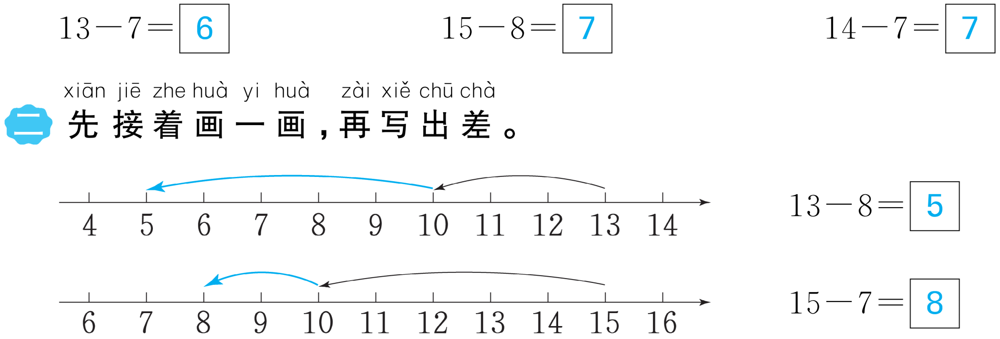 13－7＝6 15－8＝7 14－7＝7
xiān jiē zhe huà yi huà zài xiě chū chà
二 先接着画一画，再写出差。
4 5 6 7 8 9 10 11 12 13 14 13－8＝5
6 7 8 9 10 11 12 13 14 15 16 15－7＝8